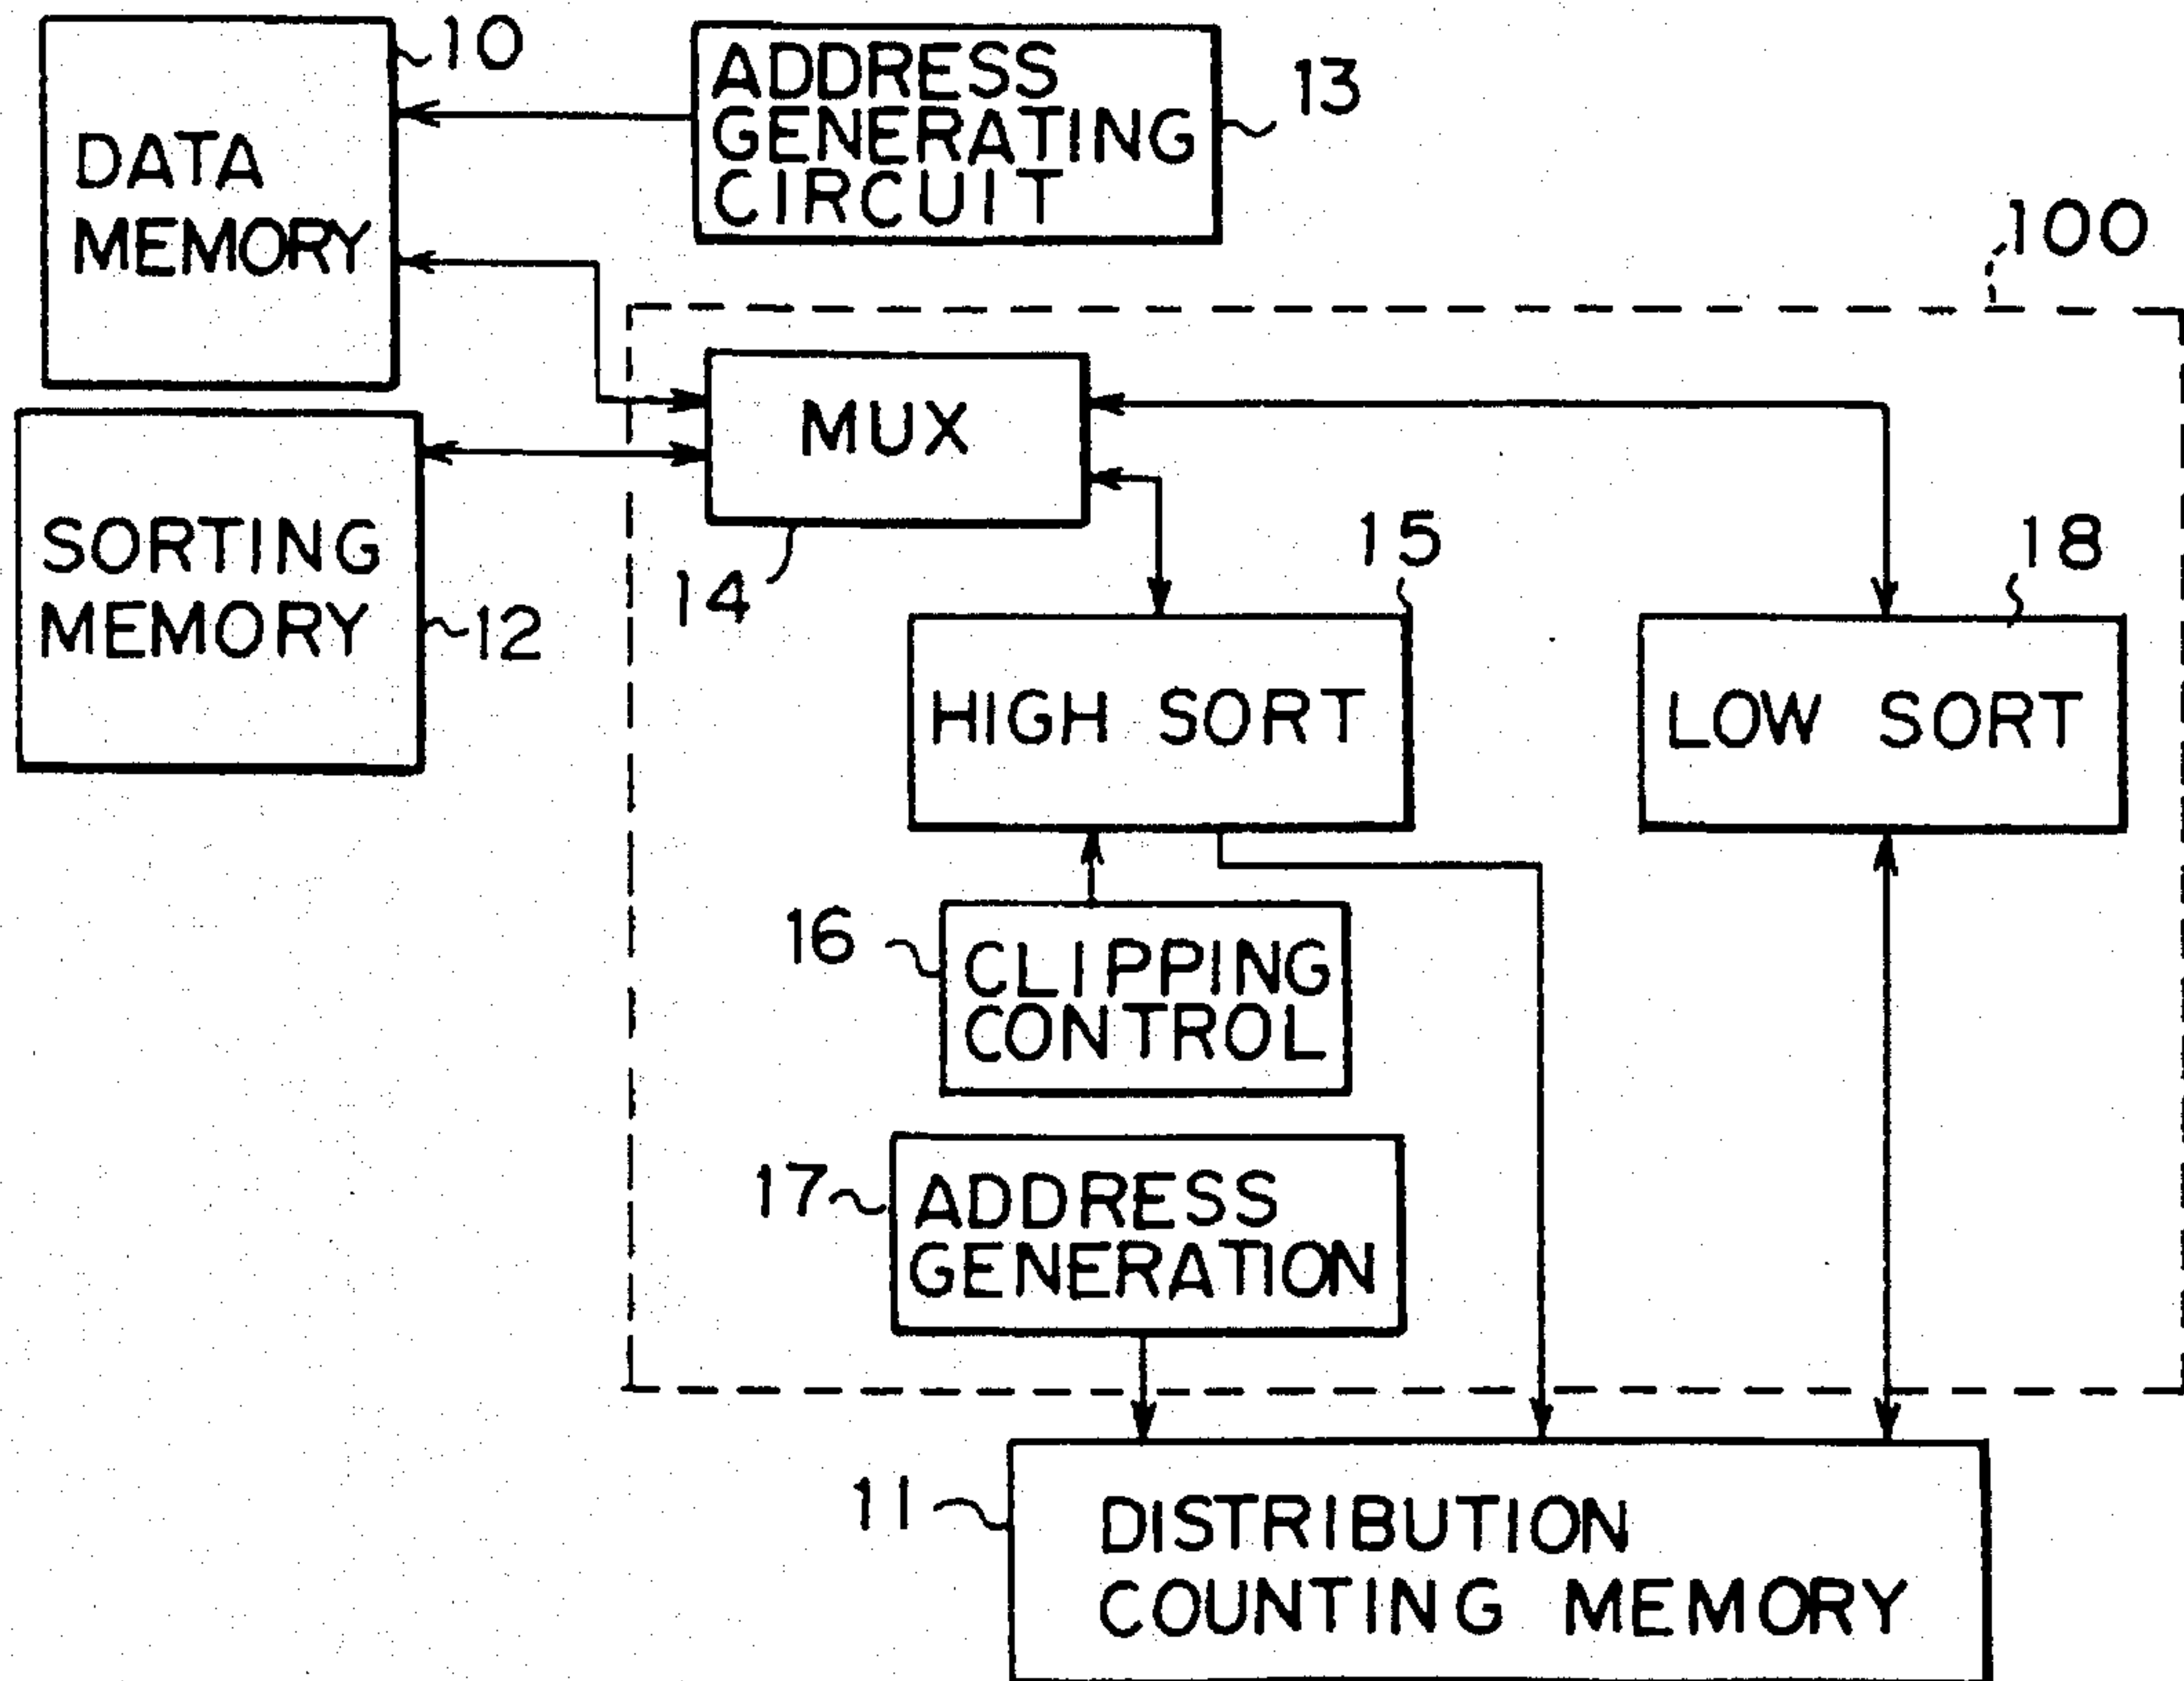 10
DATA
MEMORY
ADDRESS
GENERATING
CIRCUIT
13
100
MUX
14
SORTING
MEMORY
12
15
HIGH SORT
18
LOW SORT
16
CLIPPING
CONTROL
17
ADDRESS
GENERATION
11
DISTRIBUTION
COUNTING MEMORY